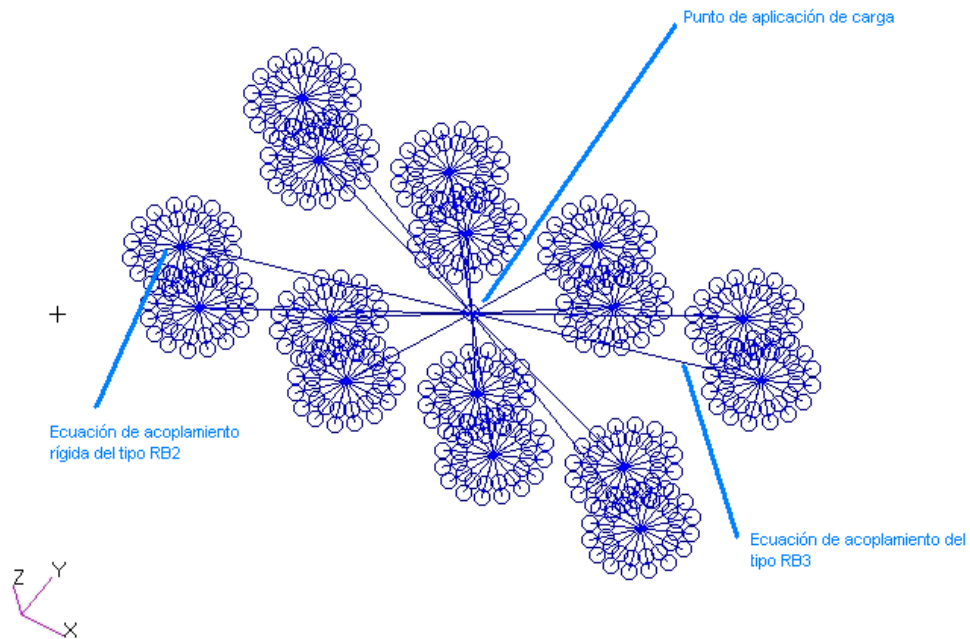 Punto de aplicación de carga
Ecuación de acoplamiento
rígida del tipo RB2
Ecuación de acoplamiento del
tipo RB3
Z
Y
X